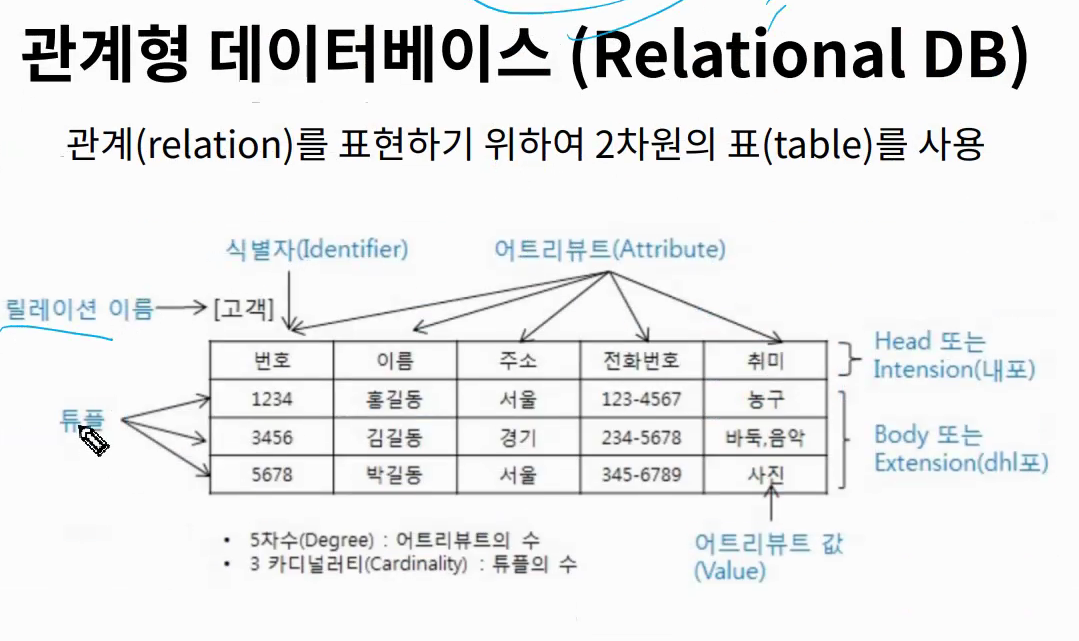 관계형 데이터베이스 (Relational DB)
관계(relation)를 표현하기 위하여 2차원의 표(table)를 사용
식별자(Identifier) 어트리뷰트(Attribute)
릴레이션 이름 [고객]
번호 이름 주소 전화번호 취미
Head 또는
Intension(내포)
1234 홍길동 서울 123-4567 농구
튜플
3456 김길동 경기 234-5678 바둑,음악
Body 또는
Extension(dhl포)
5678 박길동 서울 345-6789 사진
• 5차수(Degree) : 어트리뷰트의 수
• 3 카디널러티(Cardinality) : 튜플의 수
어트리뷰트 값
(Value)